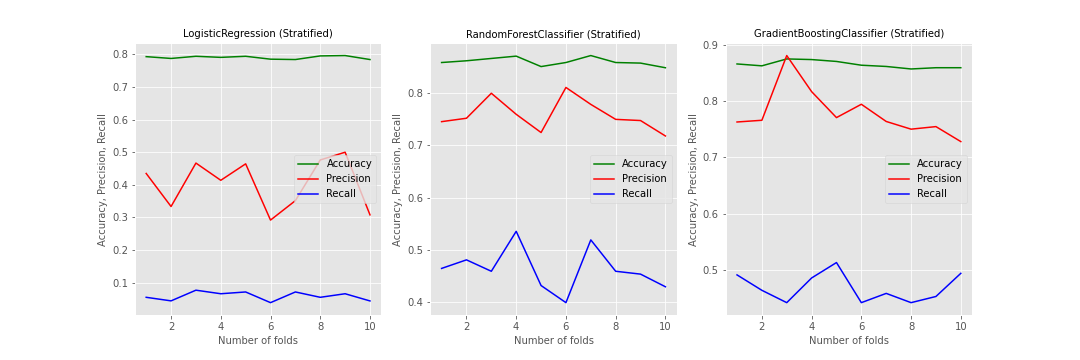 LogisticRegression (Stratified)
0.8
0.7
0.6
0.5
0.4
0.3
0.2
0.1
Accuracy, Precision, Recall
Accuracy
Precision
Recall
2 4 6 8 10
Number of folds
RandomForestClassifier (Stratified)
0.8
0.7
0.6
0.5
0.4
Accuracy, Precision, Recall
Accuracy
Precision
Recall
2 4 6 8 10
Number of folds
GradientBoostingClassifier (Stratified)
0.9
0.8
0.7
0.6
0.5
Accuracy, Precision, Recall
Accuracy
Precision
Recall
2 4 6 8 10
Number of folds